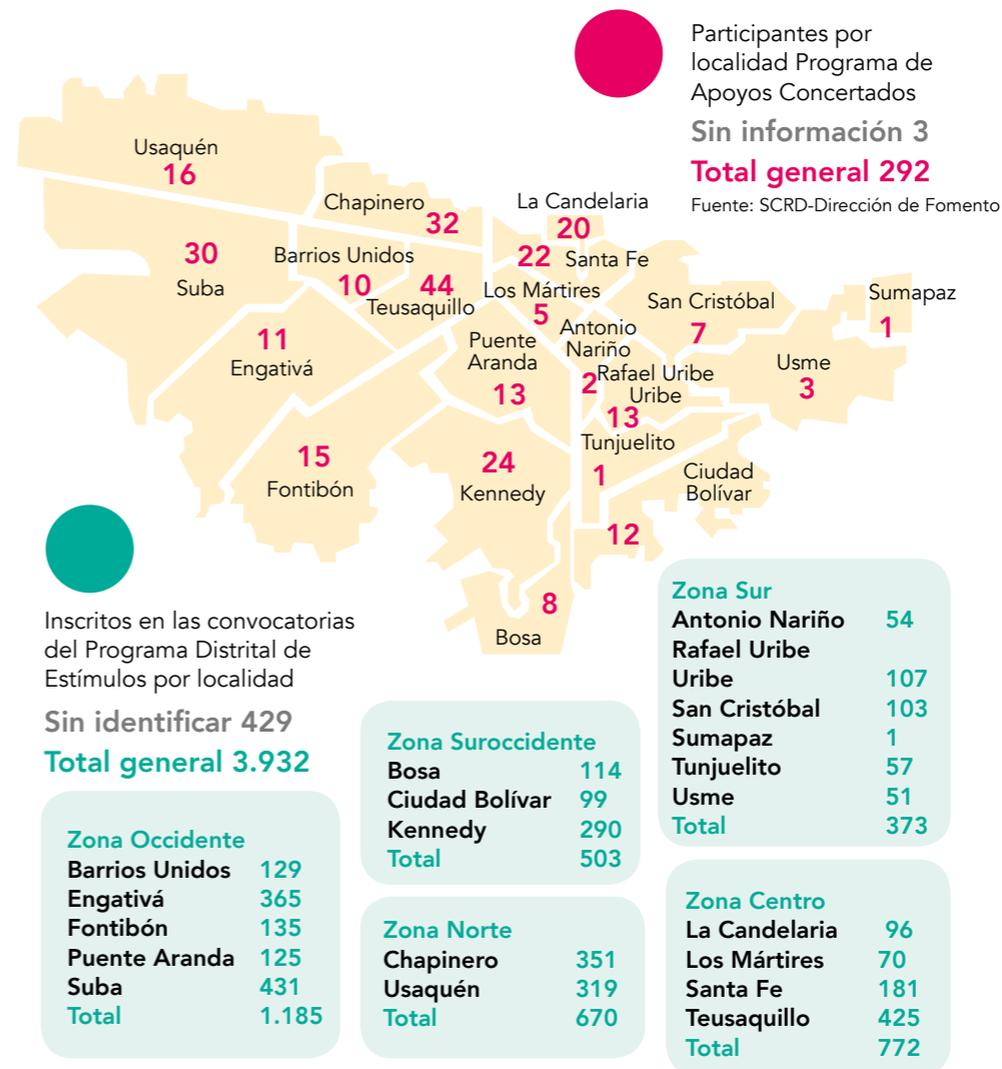 Participantes por
localidad Programa de
Apoyos Concertados
Sin información 3
Total general 292
Fuente: SCRD-Dirección de Fomento
Usaquén
16
Chapinero
32
La Candelaria
20
22
Santa Fe
30
Suba
Barrios Unidos
10
44
Teusaquillo
Los Mártires
5
San Cristóbal
7
Sumapaz
1
11
Engativá
Puente
Aranda
13
Antonio
Nariño
2
Rafael Uribe
Uribe
13
Usme
3
15
Fontibón
24
Kennedy
Tunjuelito
1
Ciudad
Bolívar
12
8
Bosa
Inscritos en las convocatorias
del Programa Distrital de
Estímulos por localidad
Sin identificar 429
Total general 3.932
Zona Occidente
Barrios Unidos 129
Engativá 365
Fontibón 135
Puente Aranda 125
Suba 431
Total 1.185
Zona Suroccidente
Bosa 114
Ciudad Bolívar 99
Kennedy 290
Total 503
Zona Norte
Chapinero 351
Usaquén 319
Total 670
Zona Sur
Antonio Nariño 54
Rafael Uribe
Uribe 107
San Cristóbal 103
Sumapaz 1
Tunjuelito 57
Usme 51
Total 373
Zona Centro
La Candelaria 96
Los Mártires 70
Santa Fe 181
Teusaquillo 425
Total 772